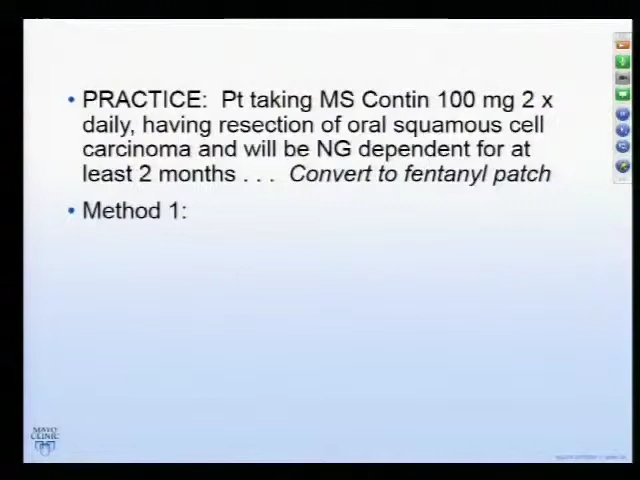 • PRACTICE: Pt taking MS Contin 100 mg 2 x
daily, having resection of oral squamous cell
carcinoma and will be NG dependent for at
least 2 months . . . Convert to fentanyl patch
• Method 1:
MAYO
CLINIC